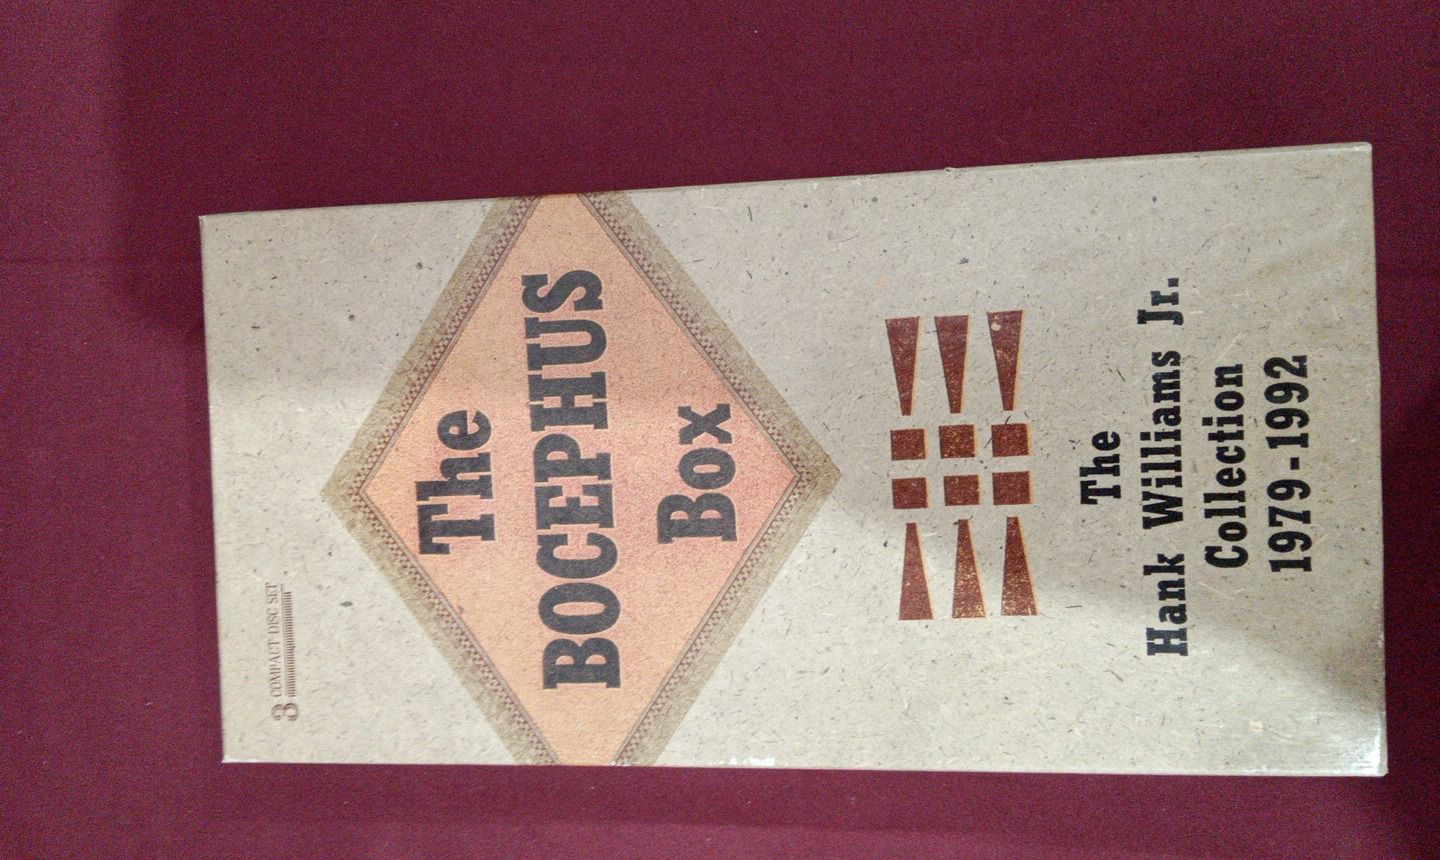 3 COMPACT DISC SET
The
BOCEPHUS
Box
The
Hank Williams Jr.
Collection
1979-1992